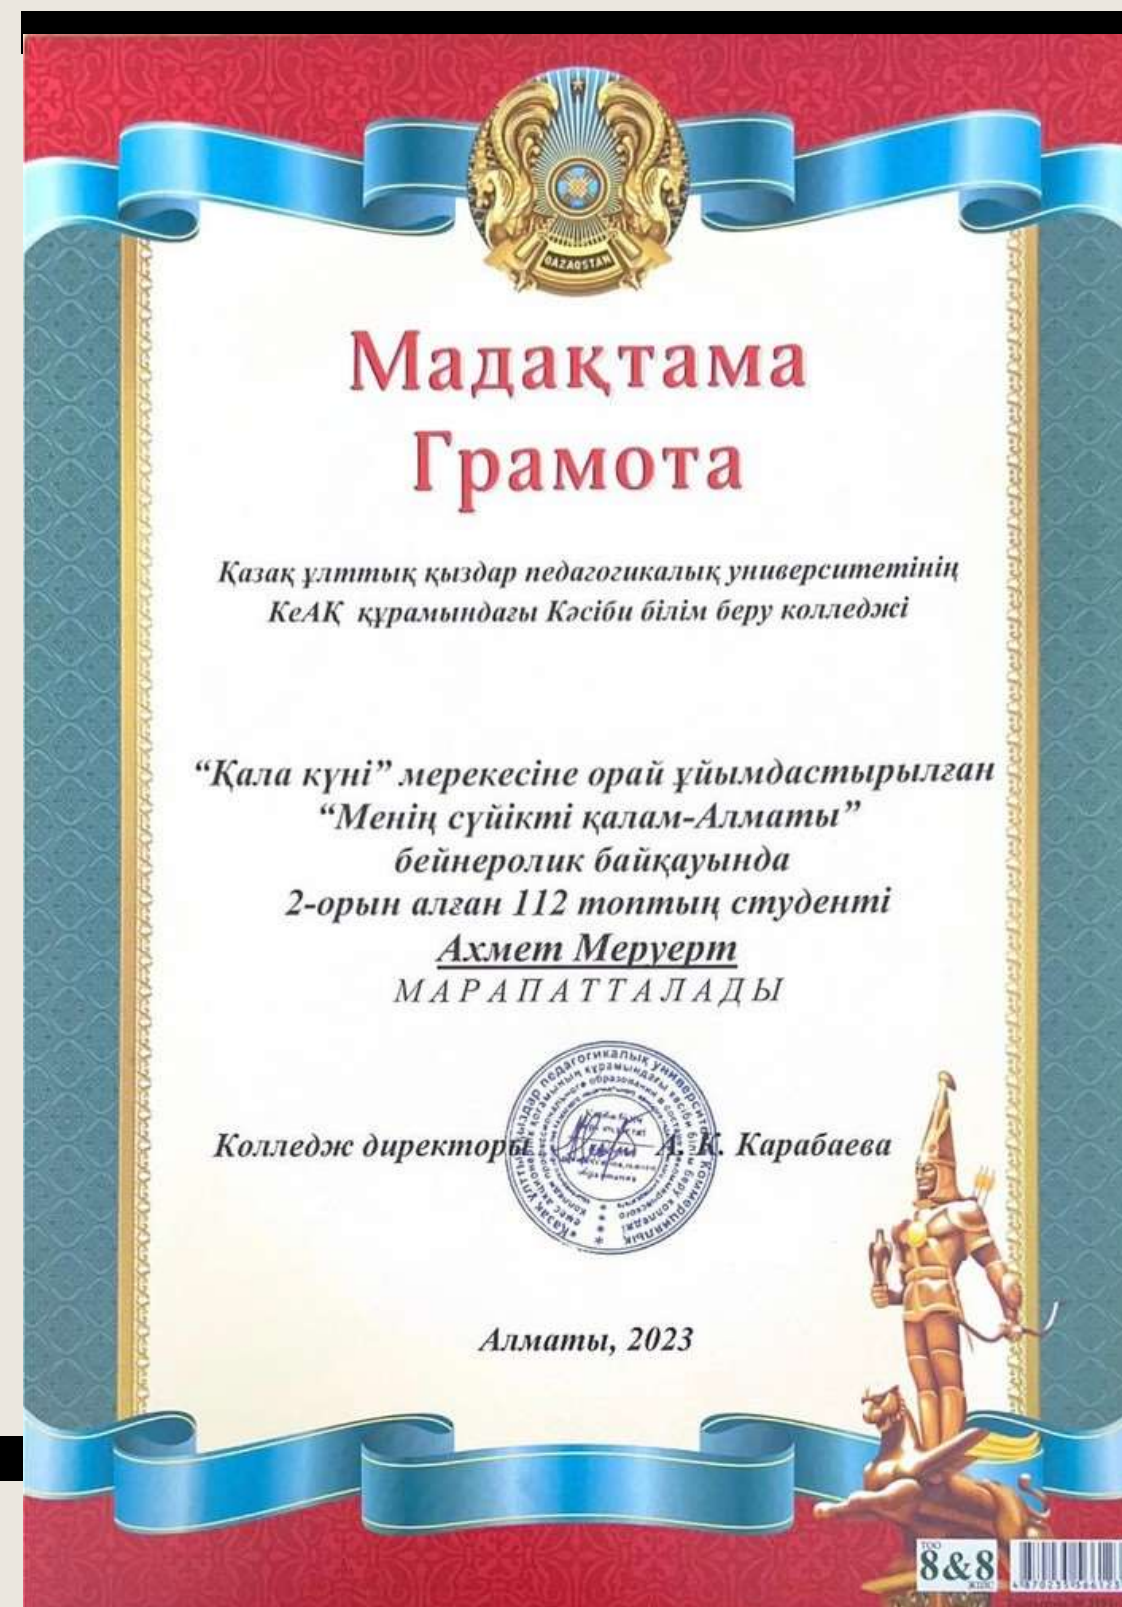 QAZAQSTAN
Мадақтама
Грамота
Қазақ ұлттық қыздар педагогикалық университетінің
КеАҚ құрамындағы Кәсіби білім беру колледжі
“Қала күні” мерекесіне орай ұйымдастырылған
“Менің сүйікті қалам-Алматы”
бейнеролик байқауында
2-орын алған 112 топтың студенті
Ахмет Меруерт
МАРАПАТТАЛАДЫ
Колледж директоры А. К. Карабаева
Алматы, 2023
ТОО
8&8
ЖШС